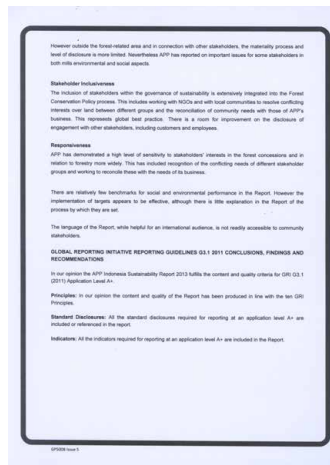 However outside the forest-related area and in connection with other stakeholders, the materiality process and
level of disclosure is more limited. Nevertheless APP has reported on important issues for some stakeholders in
both mills environmental and social aspects.
Stakeholder Inclusiveness
The inclusion of stakeholders within the governance of sustainability is extensively integrated into the Forest
Conservation Policy process. This includes working with NGOs and with local communities to resolve conflicting
interests over land between different groups and the reconciliation of community needs with those of APP's
business. This represents global best practice. There is a room for improvement on the disclosure of
engagement with other stakeholders, including customers and employees.
Responsiveness
APP has demonstrated a high level of sensitivity to stakeholders' interests in the forest concessions and in
relation to forestry more widely. This has included recognition of the conflicting needs of different stakeholder
groups and working to reconcile these with the needs of its business.
There are relatively few benchmarks for social and environmental performance in the Report. However the
implementation of targets appears to be effective, although there is little explanation in the Report of the
process by which they are set.
The language of the Report, while helpful for an international audience, is not readily accessible to community
stakeholders.
GLOBAL REPORTING INITIATIVE REPORTING GUIDELINES G3.1 2011 CONCLUSIONS, FINDINGS AND
RECOMMENDATIONS
In our opinion the APP Indonesia Sustainability Report 2013 fulfills the content and quality criteria for GRI G3.1
(2011) Application Level A+.
Principles: In our opinion the content and quality of the Report has been produced in line with the ten GRI
Principles.
Standard Disclosures: All the standard disclosures required for reporting at an application level A+ are
included or referenced in the report.
Indicators: All the indicators required for reporting at an application level A+ are included in the Report.